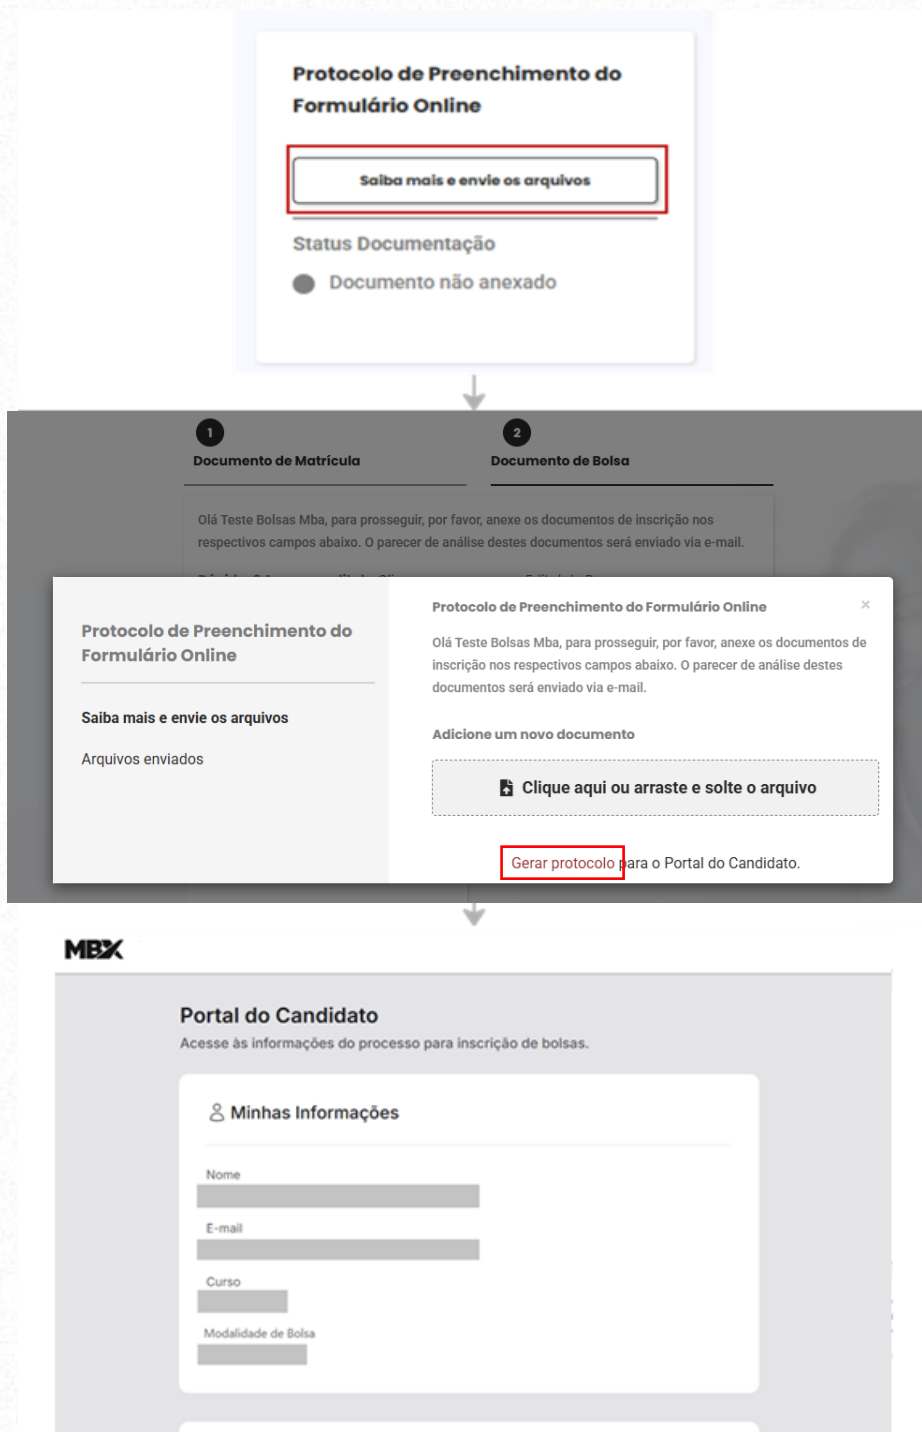 Protocolo de Preenchimento do
Formulário Online
Saiba mais e envie os arquivos
Status Documentação
Documento não anexado
1
Documento de Matrícula
2
Documento de Bolsa
Olá Teste Bolsas Mba, para prosseguir, por favor, anexe os documentos de inscrição nos
respectivos campos abaixo. O parecer de análise destes documentos será enviado via e-mail.
Protocolo de Preenchimento do
Formulário Online
Saiba mais e envie os arquivos
Arquivos enviados
Protocolo de Preenchimento do Formulário Online
×
Olá Teste Bolsas Mba, para prosseguir, por favor, anexe os documentos de
inscrição nos respectivos campos abaixo. O parecer de análise destes
documentos será enviado via e-mail.
Adicione um novo documento
Clique aqui ou arraste e solte o arquivo
Gerar protocolo para o Portal do Candidato.
MBX
Portal do Candidato
Acesse às informações do processo para inscrição de bolsas.
Minhas Informações
Nome
E-mail
Curso
Modalidade de Bolsa